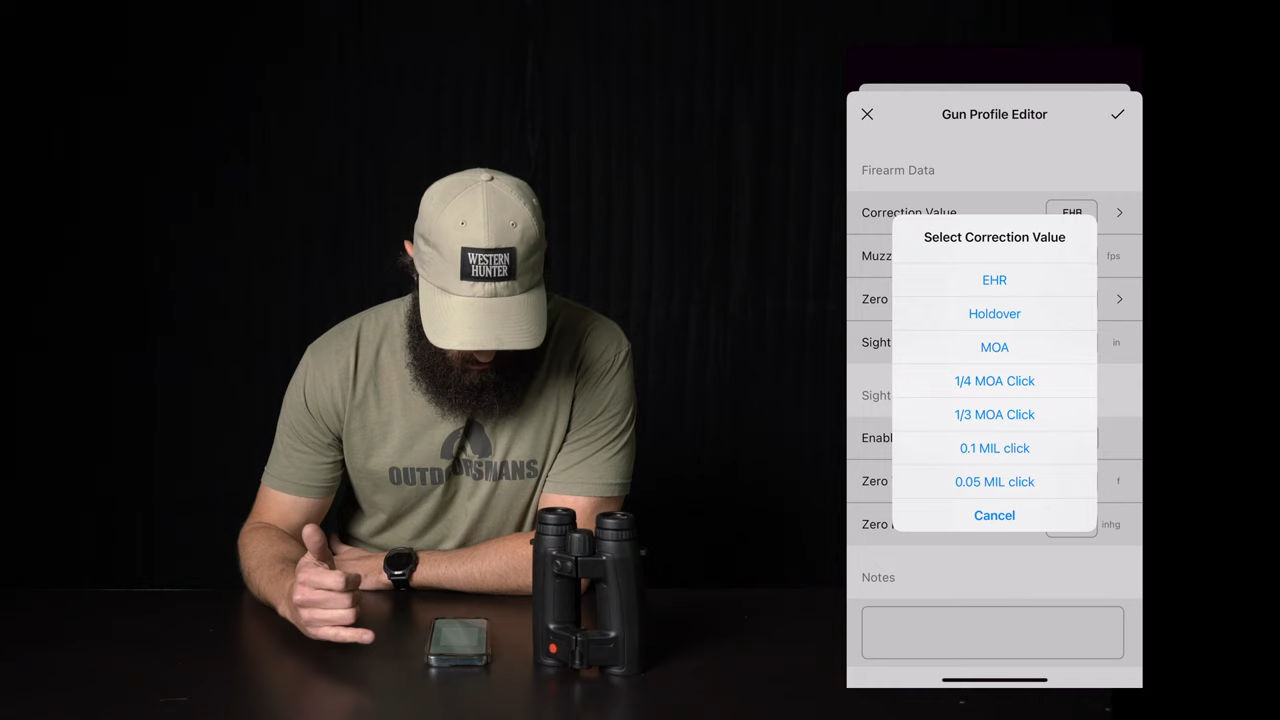 Gun Profile Editor
Firearm Data
Correction Value EHR
Select Correction Value
EHR
Muzz fps
Holdover
Zero
MOA
Sight in
1/4 MOA Click
Sight
1/3 MOA Click
Enabl
0.1 MIL click
Zero f
0.05 MIL click
Cancel
Zero inhg
Notes
WESTERN
HUNTER
OUTDOORSMANS